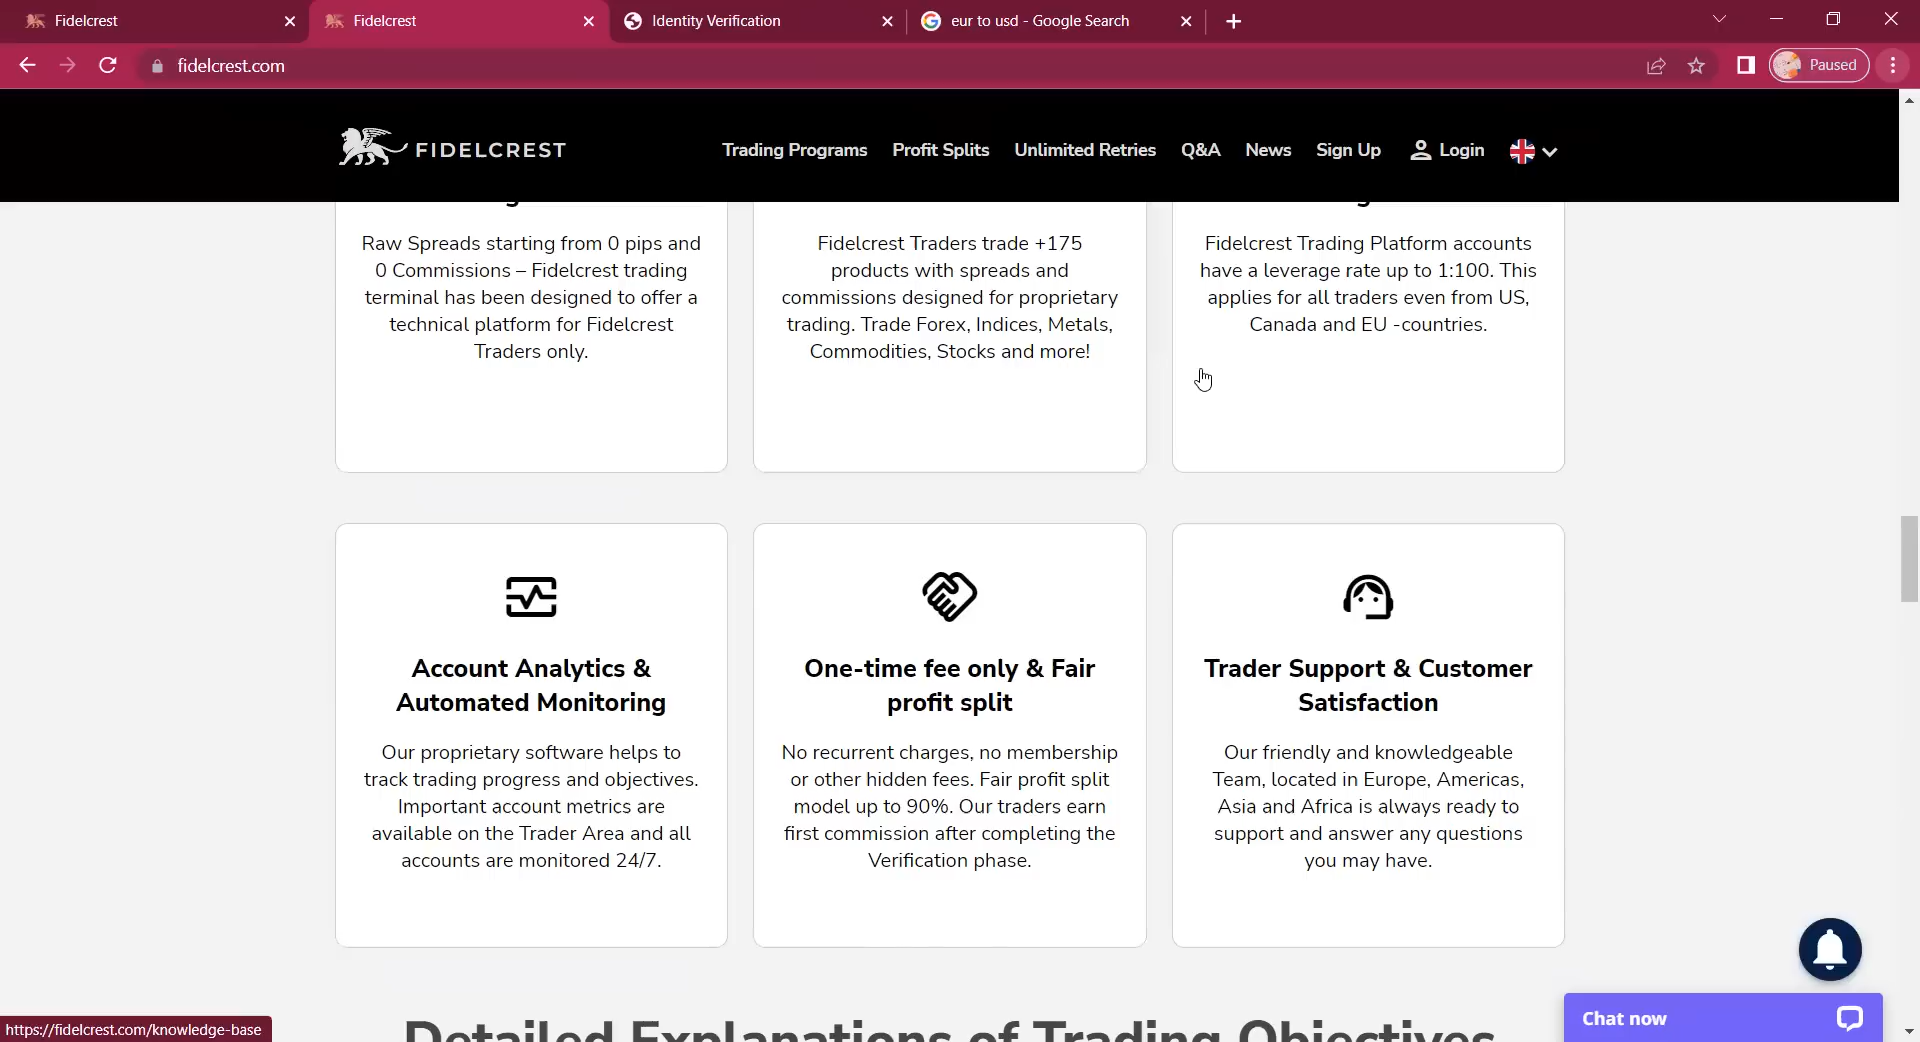 Fidelcrest
Fidelcrest
Identity Verification
eur to usd - Google Search
fidelcrest.com
Paused
FIDELCREST
Trading Programs
Profit Splits
Unlimited Retries
Q&A
News
Sign Up
Login
Raw Spreads starting from 0 pips and
0 Commissions – Fidelcrest trading
terminal has been designed to offer a
technical platform for Fidelcrest
Traders only.
Fidelcrest Traders trade +175
products with spreads and
commissions designed for proprietary
trading. Trade Forex, Indices, Metals,
Commodities, Stocks and more!
Fidelcrest Trading Platform accounts
have a leverage rate up to 1:100. This
applies for all traders even from US,
Canada and EU -countries.
Account Analytics &
Automated Monitoring
Our proprietary software helps to
track trading progress and objectives.
Important account metrics are
available on the Trader Area and all
accounts are monitored 24/7.
One-time fee only & Fair
profit split
No recurrent charges, no membership
or other hidden fees. Fair profit split
model up to 90%. Our traders earn
first commission after completing the
Verification phase.
Trader Support & Customer
Satisfaction
Our friendly and knowledgeable
Team, located in Europe, Americas,
Asia and Africa is always ready to
support and answer any questions
you may have.
Detailed Explanations of Trading Objectives
Chat now
https://fidelcrest.com/knowledge-base